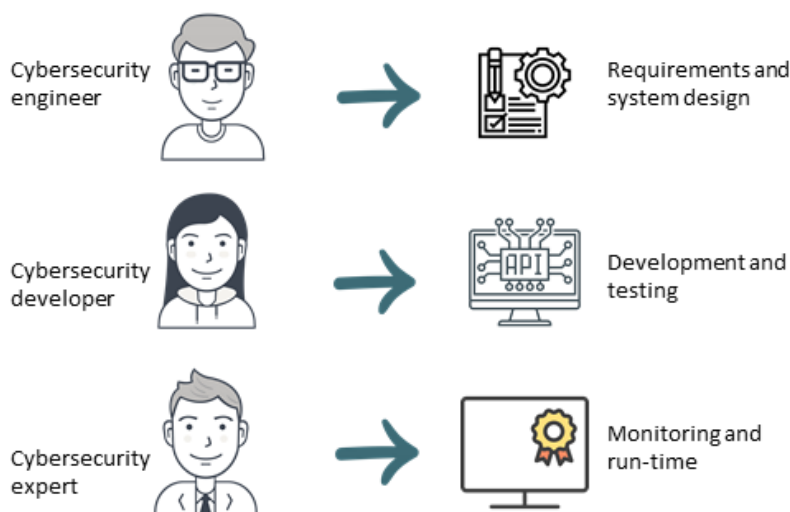 Cybersecurity
engineer
Requirements and
system design
Cybersecurity
developer
API
Development and
testing
Cybersecurity
expert
Monitoring and
run-time